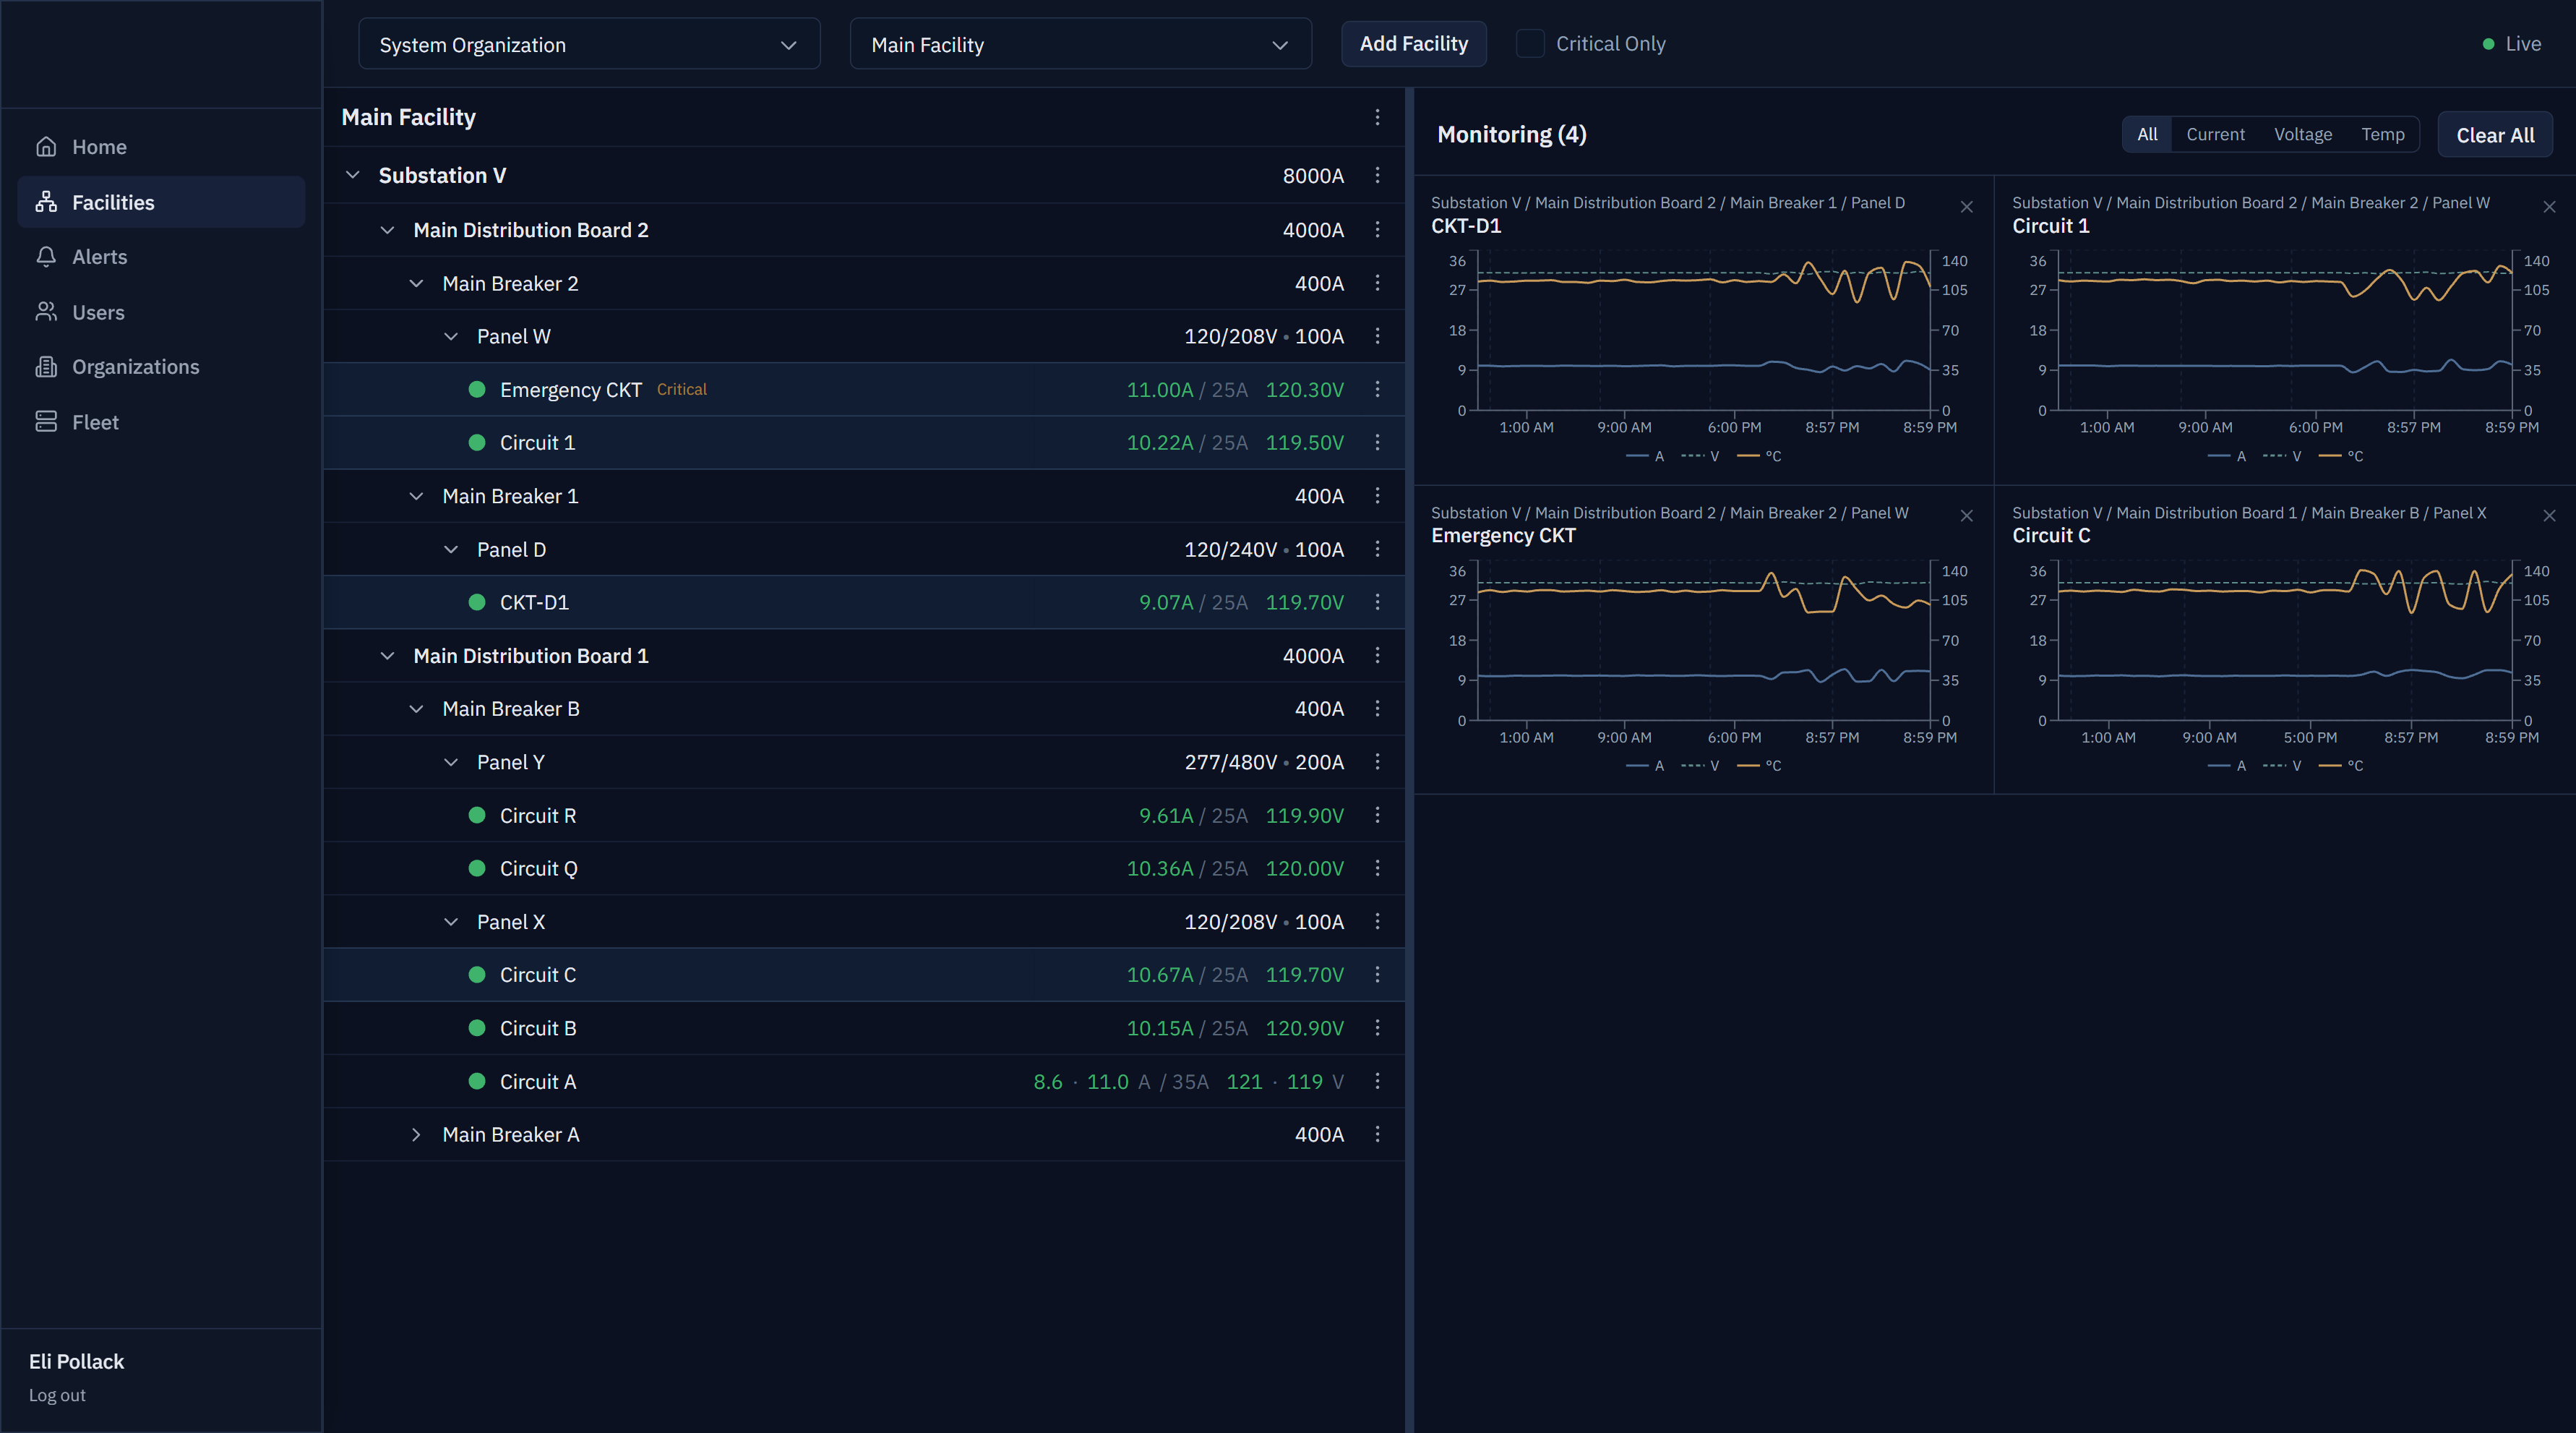 System Organization
Main Facility
Add Facility
Critical Only
Live
Home
Facilities
Alerts
Users
Organizations
Fleet
Eli Pollack
Log out
Main Facility
Substation V 8000A
Main Distribution Board 2 4000A
Main Breaker 2 400A
Panel W 120/208V • 100A
Emergency CKT Critical 11.00A / 25A 120.30V
Circuit 1 10.22A / 25A 119.50V
Main Breaker 1 400A
Panel D 120/240V • 100A
CKT-D1 9.07A / 25A 119.70V
Main Distribution Board 1 4000A
Main Breaker B 400A
Panel Y 277/480V • 200A
Circuit R 9.61A / 25A 119.90V
Circuit Q 10.36A / 25A 120.00V
Panel X 120/208V • 100A
Circuit C 10.67A / 25A 119.70V
Circuit B 10.15A / 25A 120.90V
Circuit A 8.6 · 11.0 A / 35A 121 · 119 V
Main Breaker A 400A
Monitoring (4)
All Current Voltage Temp
Clear All
Substation V / Main Distribution Board 2 / Main Breaker 1 / Panel D
CKT-D1
36 140
27 105
18 70
9 35
0 0
1:00 AM 9:00 AM 6:00 PM 8:57 PM 8:59 PM
A V °C
Substation V / Main Distribution Board 2 / Main Breaker 2 / Panel W
Circuit 1
36 140
27 105
18 70
9 35
0 0
1:00 AM 9:00 AM 6:00 PM 8:57 PM 8:59 PM
A V °C
Substation V / Main Distribution Board 2 / Main Breaker 2 / Panel W
Emergency CKT
36 140
27 105
18 70
9 35
0 0
1:00 AM 9:00 AM 6:00 PM 8:57 PM 8:59 PM
A V °C
Substation V / Main Distribution Board 1 / Main Breaker B / Panel X
Circuit C
36 140
27 105
18 70
9 35
0 0
1:00 AM 9:00 AM 5:00 PM 8:57 PM 8:59 PM
A V °C